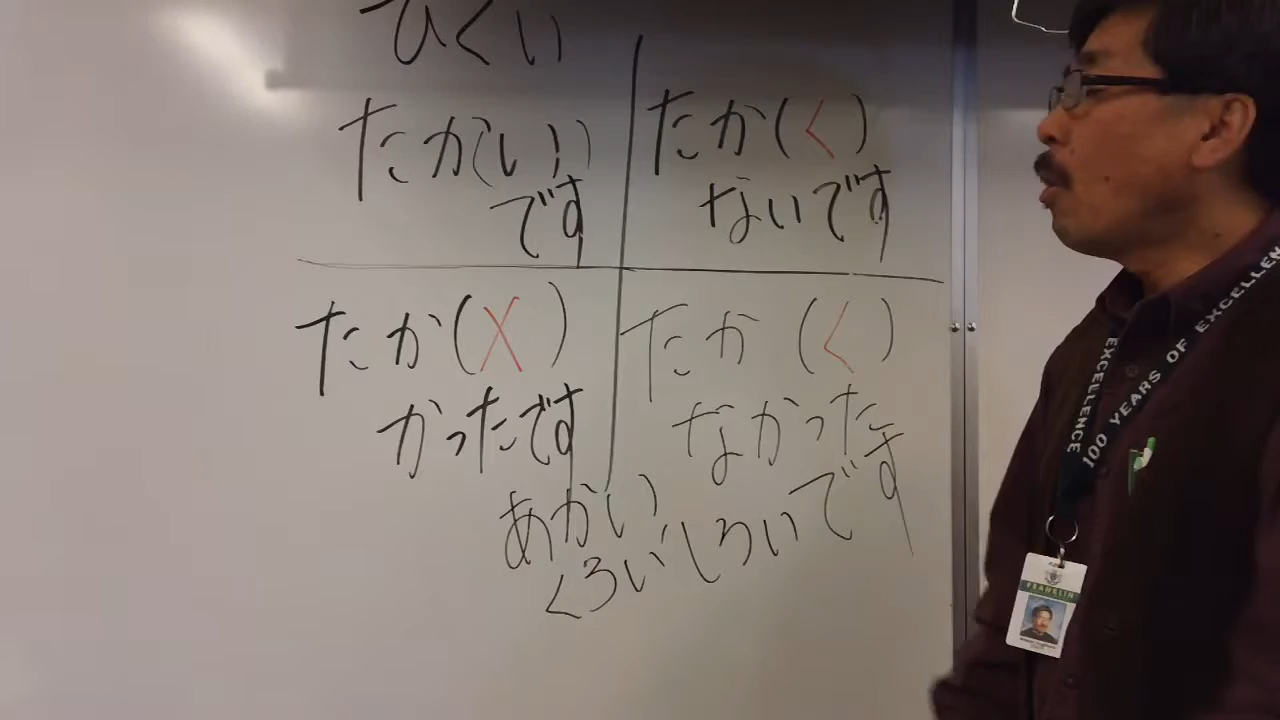 ひくい
たか(い)
です
たか(く)
ないです
たか(X)
かったです
たか(く)
なかった
です
あかい
くろい しろい
100 YEARS OF EXCELLEN
EXCELLENCE
FRANKLIN